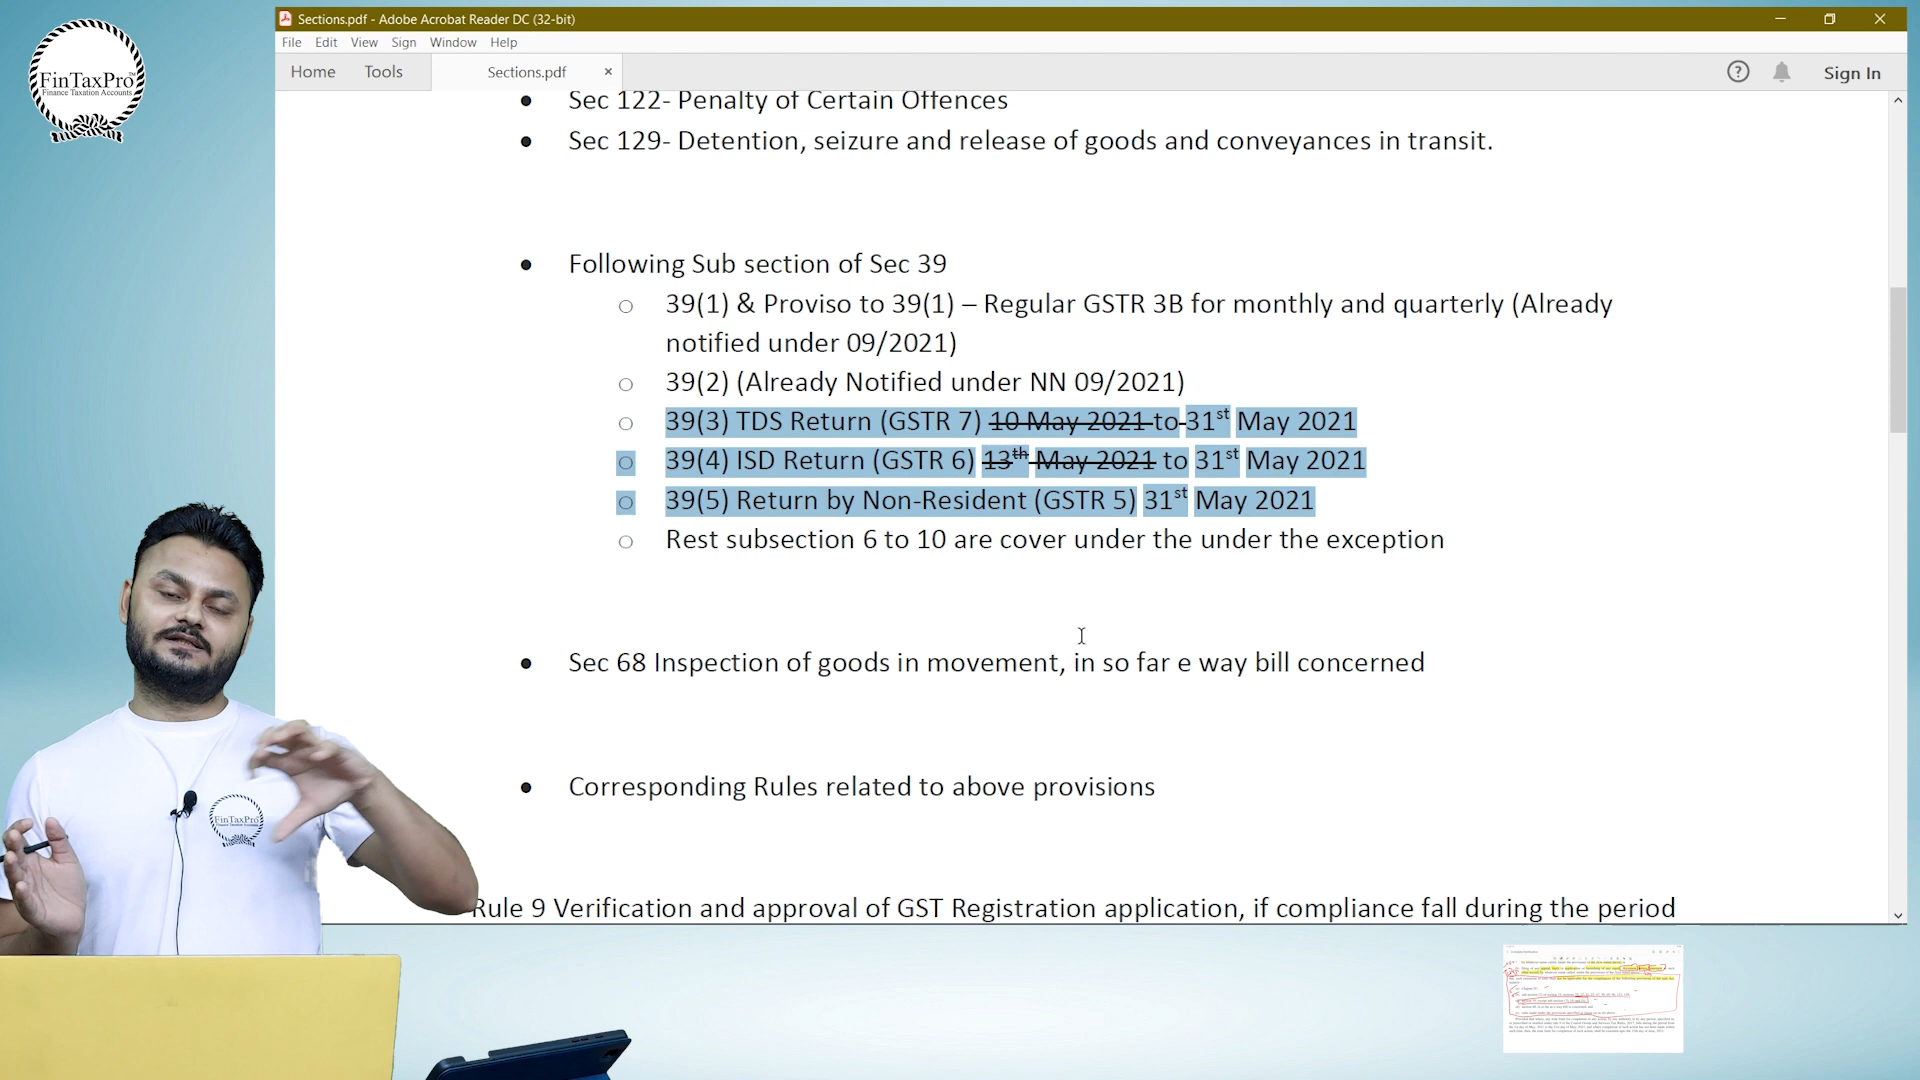 FinTaxPro
Finance Taxation Accounts
Sections.pdf - Adobe Acrobat Reader DC (32-bit)
File Edit View Sign Window Help
Home Tools Sections.pdf × Sign In
• Sec 122- Penalty of Certain Offences
• Sec 129- Detention, seizure and release of goods and conveyances in transit.
• Following Sub section of Sec 39
○ 39(1) & Proviso to 39(1) – Regular GSTR 3B for monthly and quarterly (Already
notified under 09/2021)
○ 39(2) (Already Notified under NN 09/2021)
○ 39(3) TDS Return (GSTR 7) 10 May 2021 to 31st May 2021
○ 39(4) ISD Return (GSTR 6) 13th May 2021 to 31st May 2021
○ 39(5) Return by Non-Resident (GSTR 5) 31st May 2021
○ Rest subsection 6 to 10 are cover under the under the exception
• Sec 68 Inspection of goods in movement, in so far e way bill concerned
• Corresponding Rules related to above provisions
Rule 9 Verification and approval of GST Registration application, if compliance fall during the period
FinTaxPro